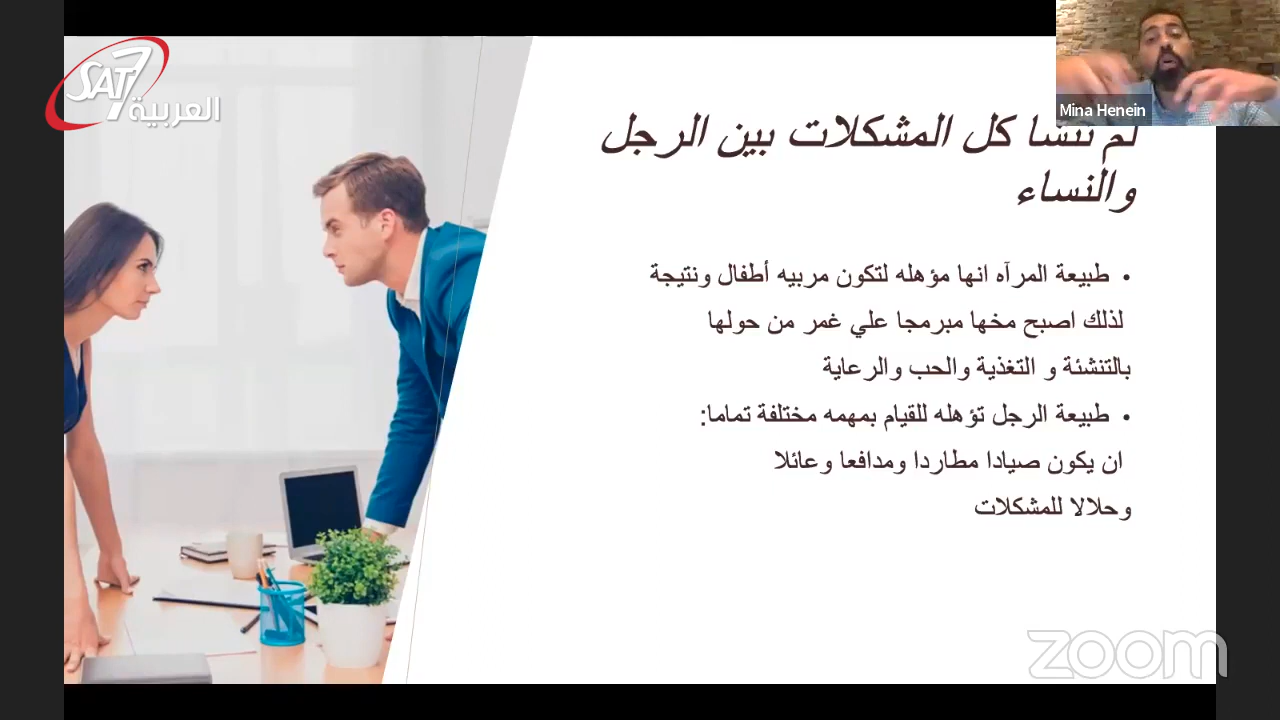 SAT7
العربية
Mina Henein
لم تنشا كل المشكلات بين الرجل
والنساء
• طبيعة المرآه انها مؤهله لتكون مربيه أطفال ونتيجة
لذلك اصبح مخها مبرمجا علي غمر من حولها
بالتنشئة و التغذية والحب والرعاية
• طبيعة الرجل تؤهله للقيام بمهمه مختلفة تماما:
ان يكون صيادا مطاردا ومدافعا وعائلا
وحلالا للمشكلات
zoom